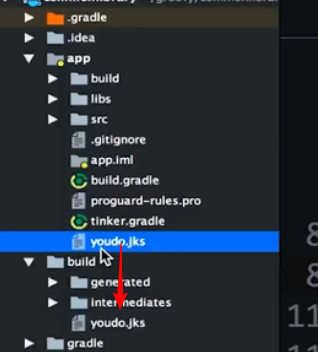 .gradle
.idea
app
build
libs
src
.gitignore
app.iml
build.gradle
proguard-rules.pro
tinker.gradle
youdo.jks
build
generated
intermediates
youdo.jks
gradle
8
8
11